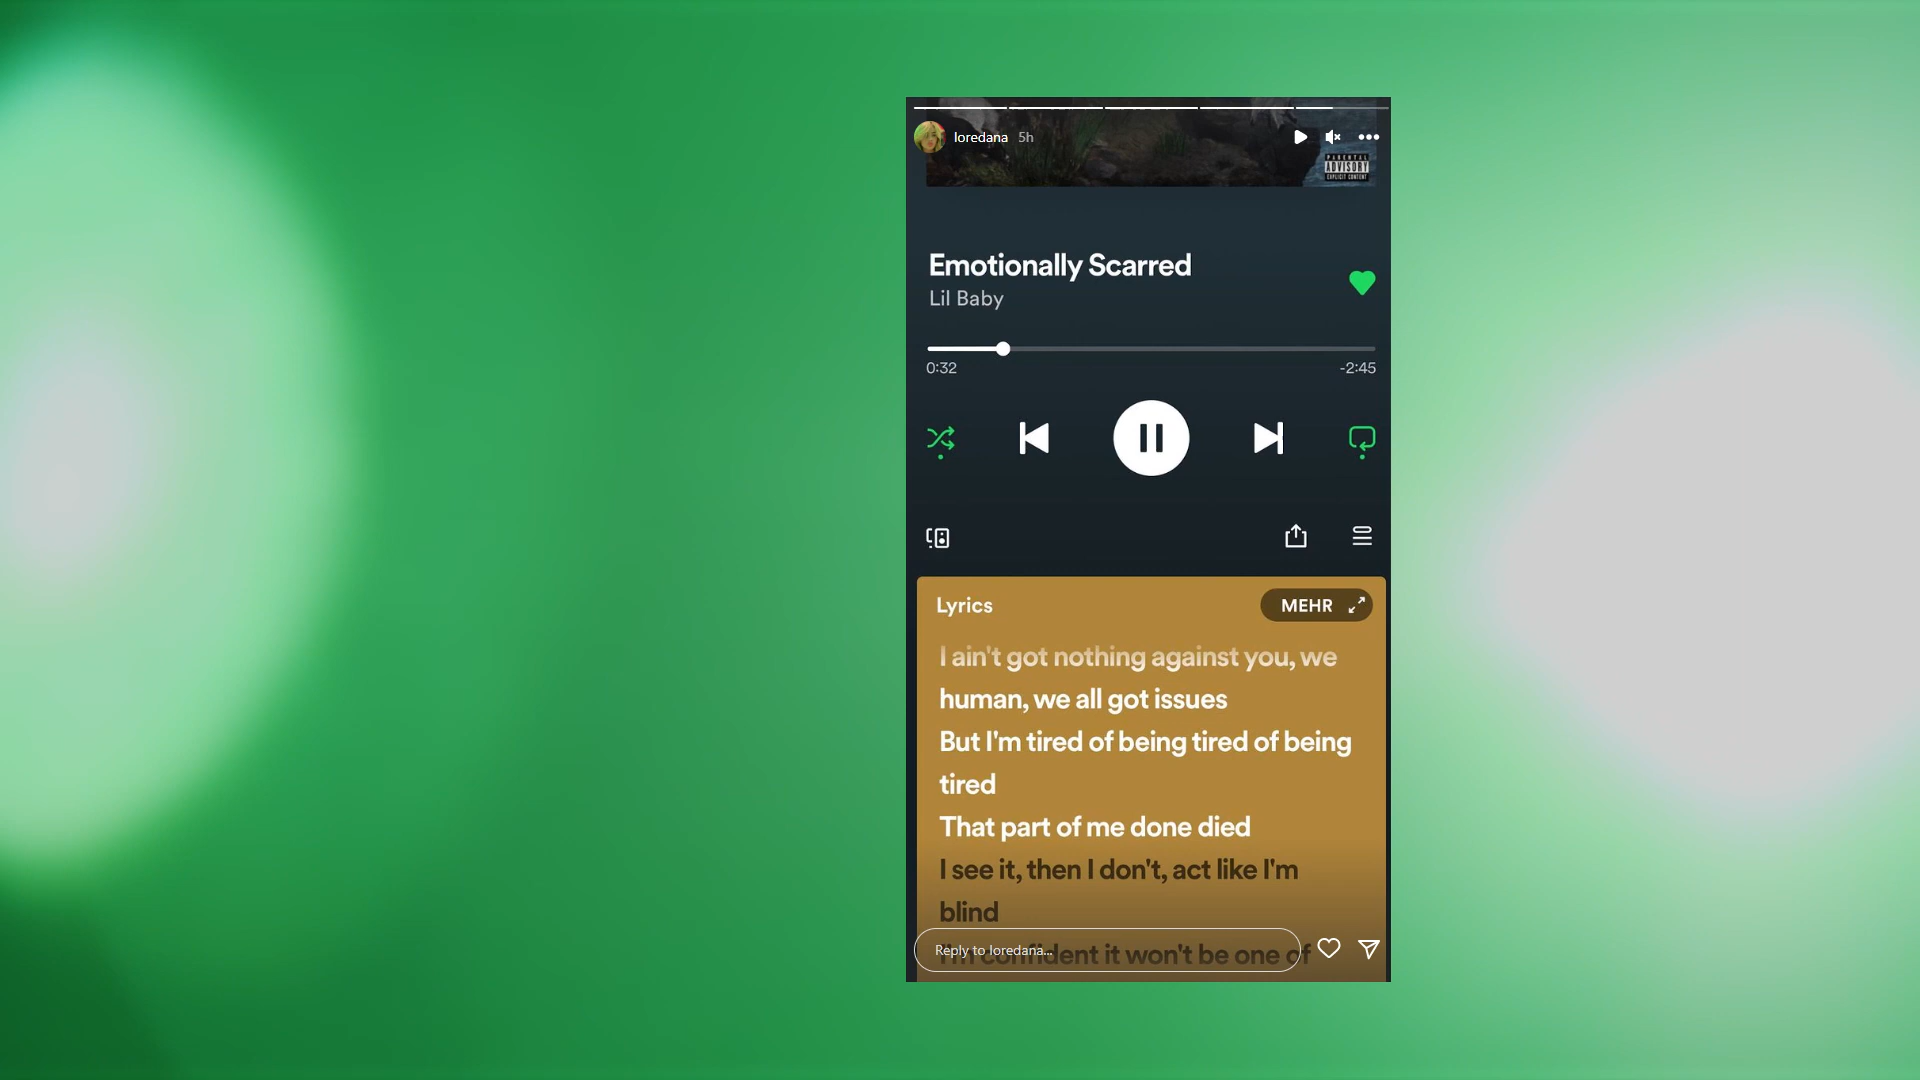 loredana 5h
PARENTAL
ADVISORY
EXPLICIT CONTENT
Emotionally Scarred
Lil Baby
0:32 -2:45
Lyrics MEHR
I ain't got nothing against you, we
human, we all got issues
But I'm tired of being tired of being
tired
That part of me done died
I see it, then I don't, act like I'm
blind
I'm confident it won't be one of
Reply to loredana...